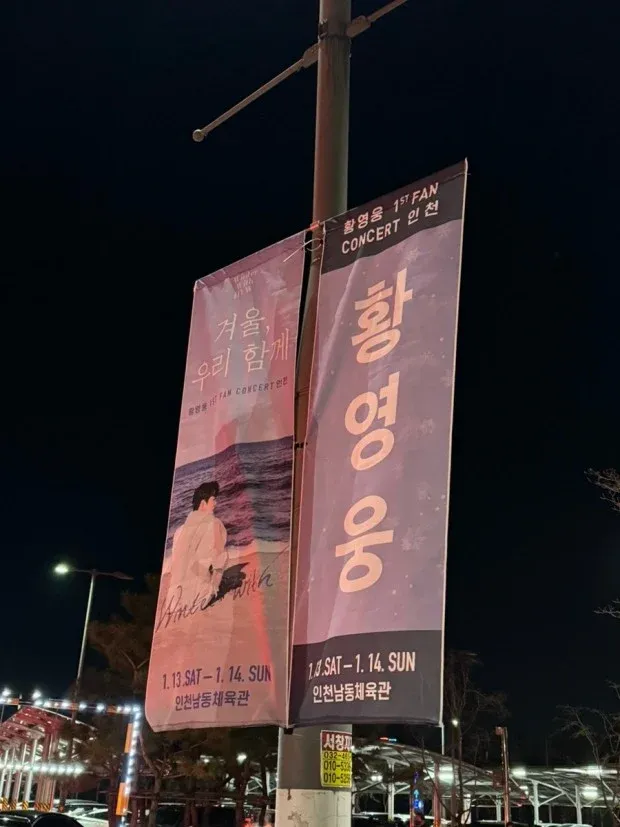 겨울,
우리 함께
황영웅 1ST FAN CONCERT 인천
Winter with
1.13.SAT – 1.14. SUN
인천남동체육관
황영웅 1ST FAN
CONCERT 인천
황영웅
1.13.SAT – 1.14. SUN
인천남동체육관